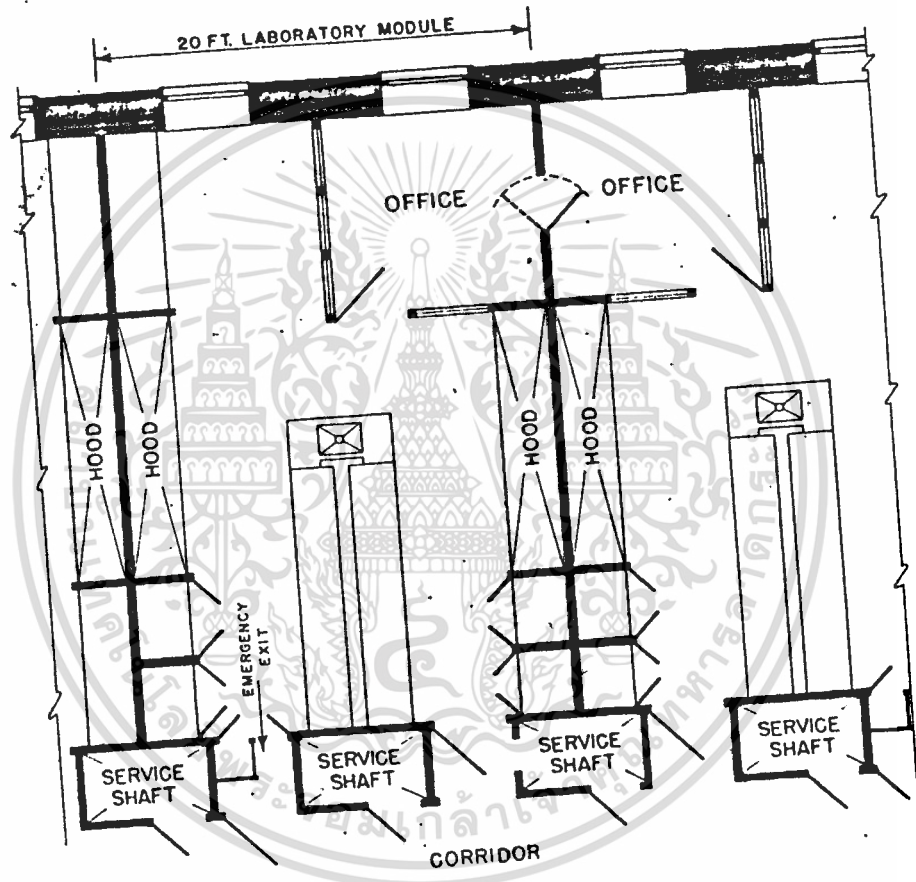 20 FT. LABORATORY MODULE
OFFICE
OFFICE
HOOD
HOOD
HOOD
HOOD
EMERGENCY
EXIT
SERVICE
SHAFT
SERVICE
SHAFT
SERVICE
SHAFT
SERVICE
SHAFT
CORRIDOR